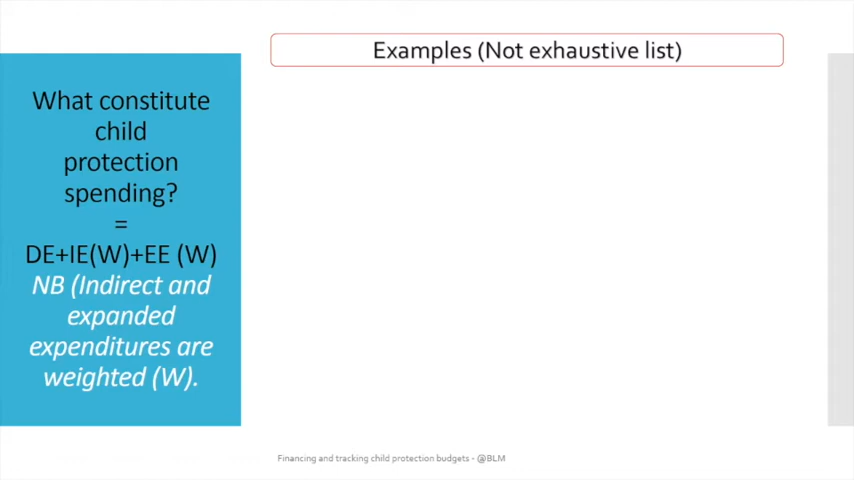 Examples (Not exhaustive list)
What constitute
child
protection
spending?
=
DE+IE(W)+EE (W)
NB (Indirect and
expanded
expenditures are
weighted (W).
Financing and tracking child protection budgets - @BLM